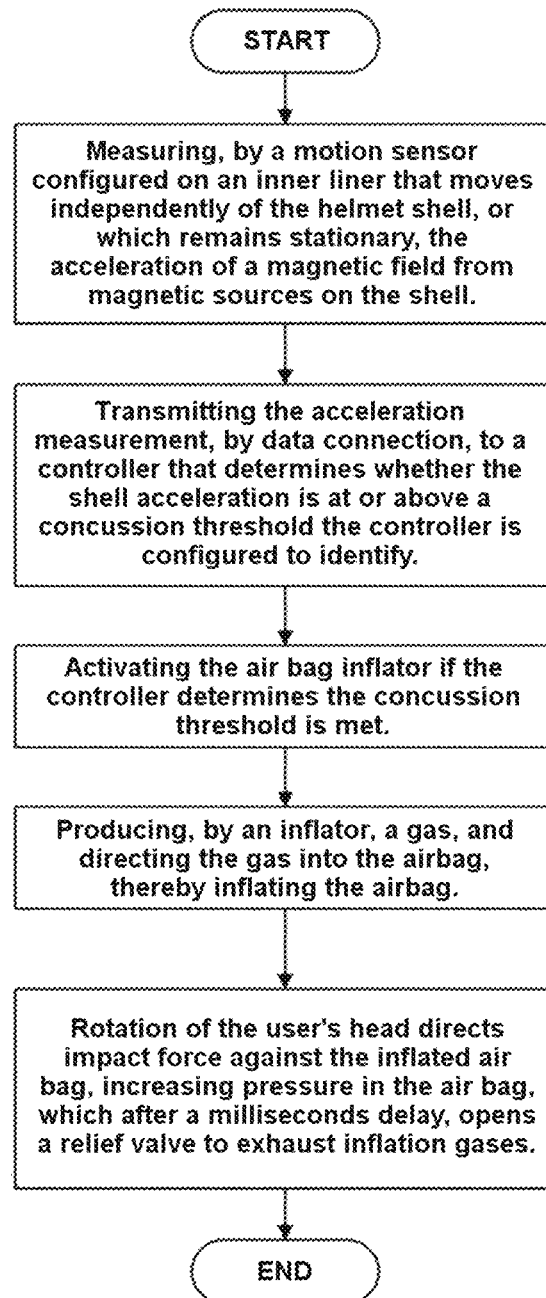 START
Measuring, by a motion sensor
configured on an inner liner that moves
independently of the helmet shell, or
which remains stationary, the
acceleration of a magnetic field from
magnetic sources on the shell.
Transmitting the acceleration
measurement, by data connection, to a
controller that determines whether the
shell acceleration is at or above a
concussion threshold the controller is
configured to identify.
Activating the air bag inflator if the
controller determines the concussion
threshold is met.
Producing, by an inflator, a gas, and
directing the gas into the airbag,
thereby inflating the airbag.
Rotation of the user's head directs
impact force against the inflated air
bag, increasing pressure in the air bag,
which after a milliseconds delay, opens
a relief valve to exhaust inflation gases.
END